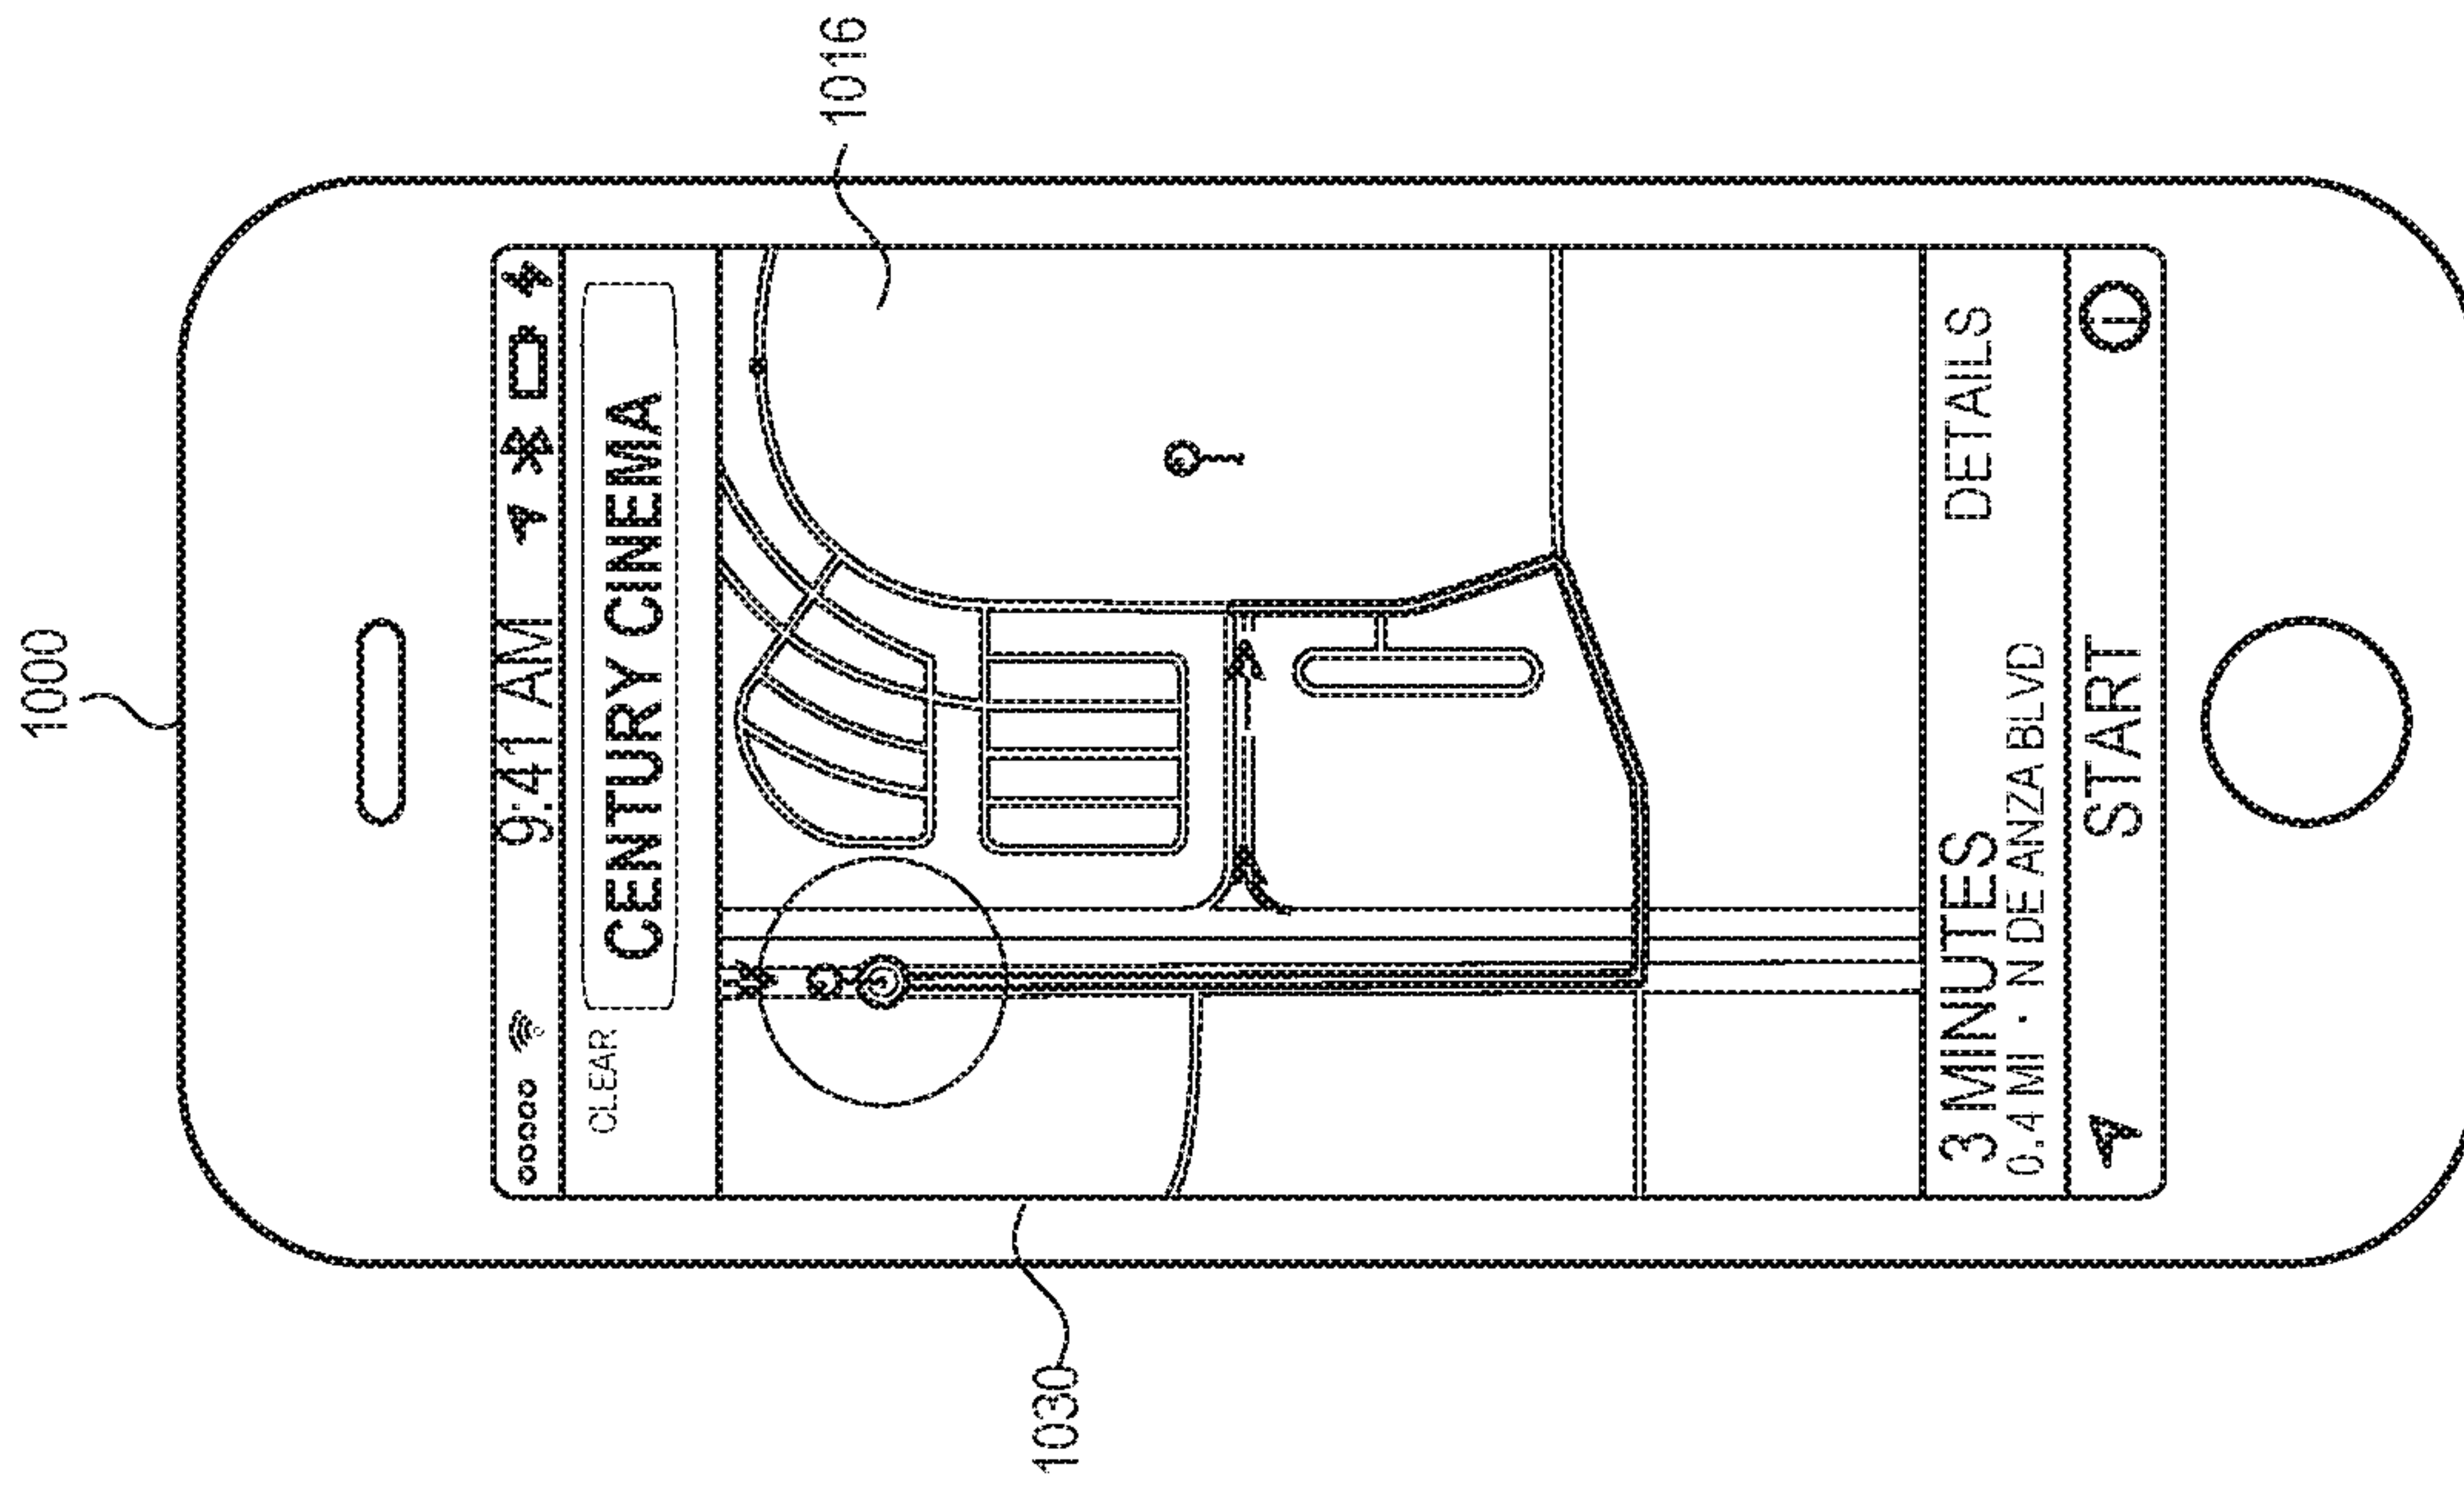 1000
9:41 AM
CLEAR
CENTURY CINEMA
1016
1030
3 MINUTES
DETAILS
0.4 MI · N DE ANZA BLVD
START